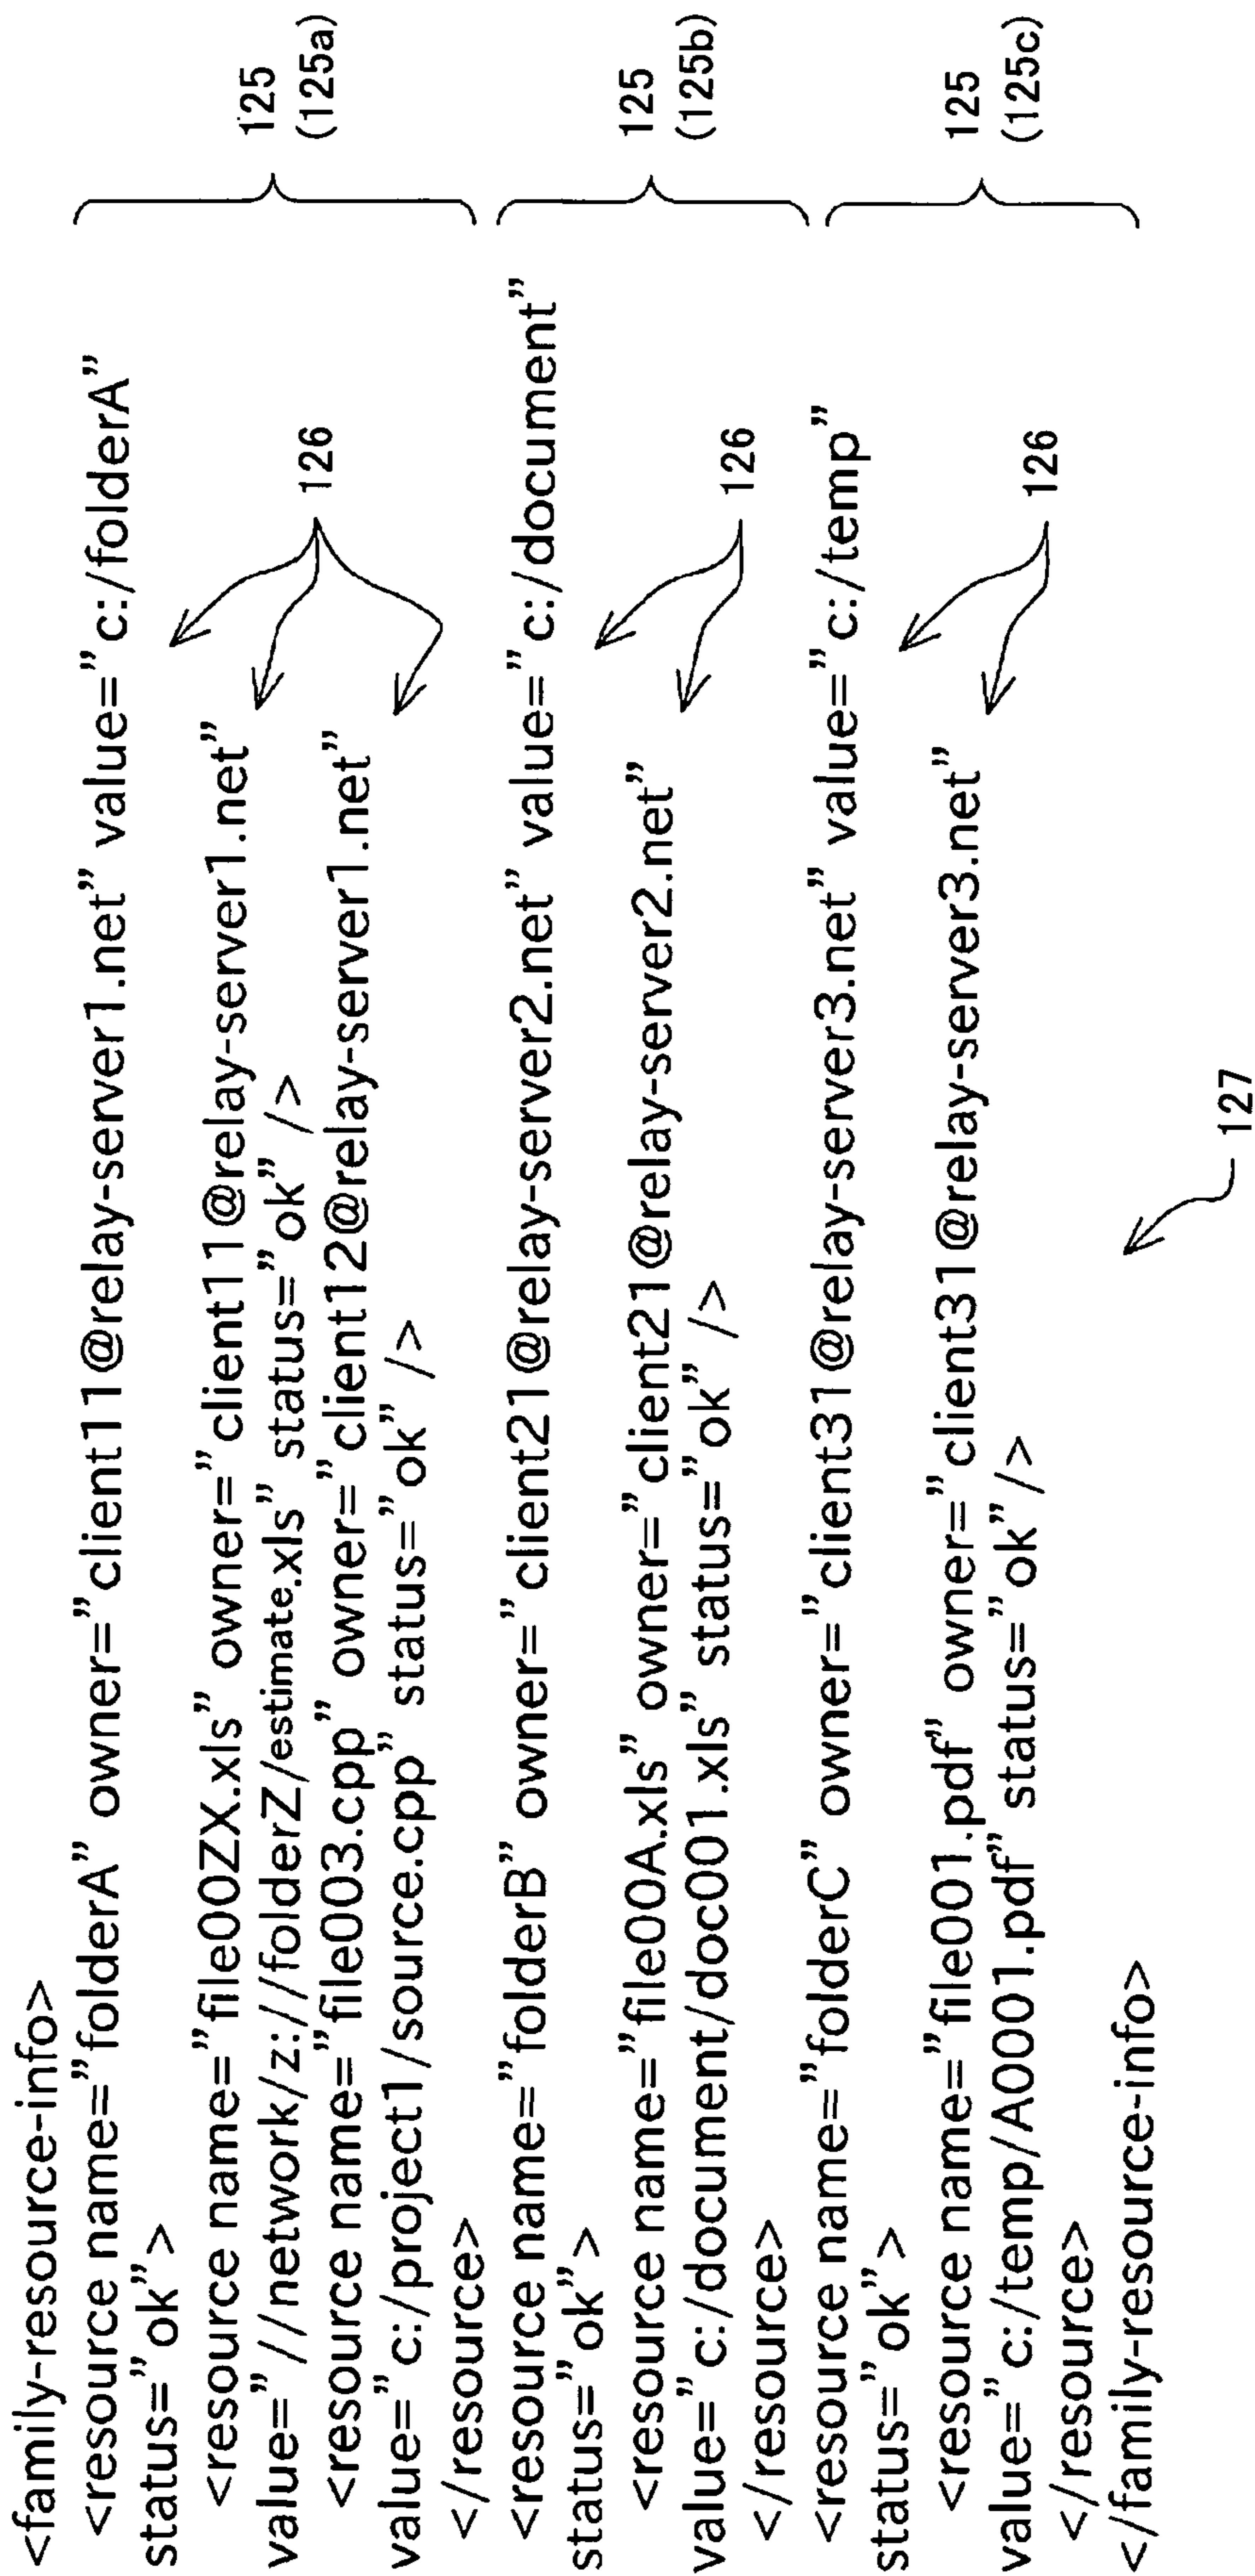 <family-resource-info>
<resource name=”folderA” owner=”client11@relay-server1.net” value=”c:/folderA”
status=”ok”>
<resource name=”file00ZX.xls” owner=”client11@relay-server1.net”
value=”//network/z://folderZ/estimate.xls” status=”ok” />
<resource name=”file003.cpp” owner=”client12@relay-server1.net”
value=”c:/project1/source.cpp” status=”ok” />
</resource>
<resource name=”folderB” owner=”client21@relay-server2.net” value=”c:/document”
status=”ok”>
<resource name=”file00A.xls” owner=”client21@relay-server2.net”
value=”c:/document/doc001.xls” status=”ok” />
</resource>
<resource name=”folderC” owner=”client31@relay-server3.net” value=”c:/temp”
status=”ok”>
<resource name=”file001.pdf” owner=”client31@relay-server3.net”
value=”c:/temp/A0001.pdf” status=”ok”/>
</resource>
</family-resource-info>
125
(125a)
126
125
(125b)
126
125
(125c)
126
127